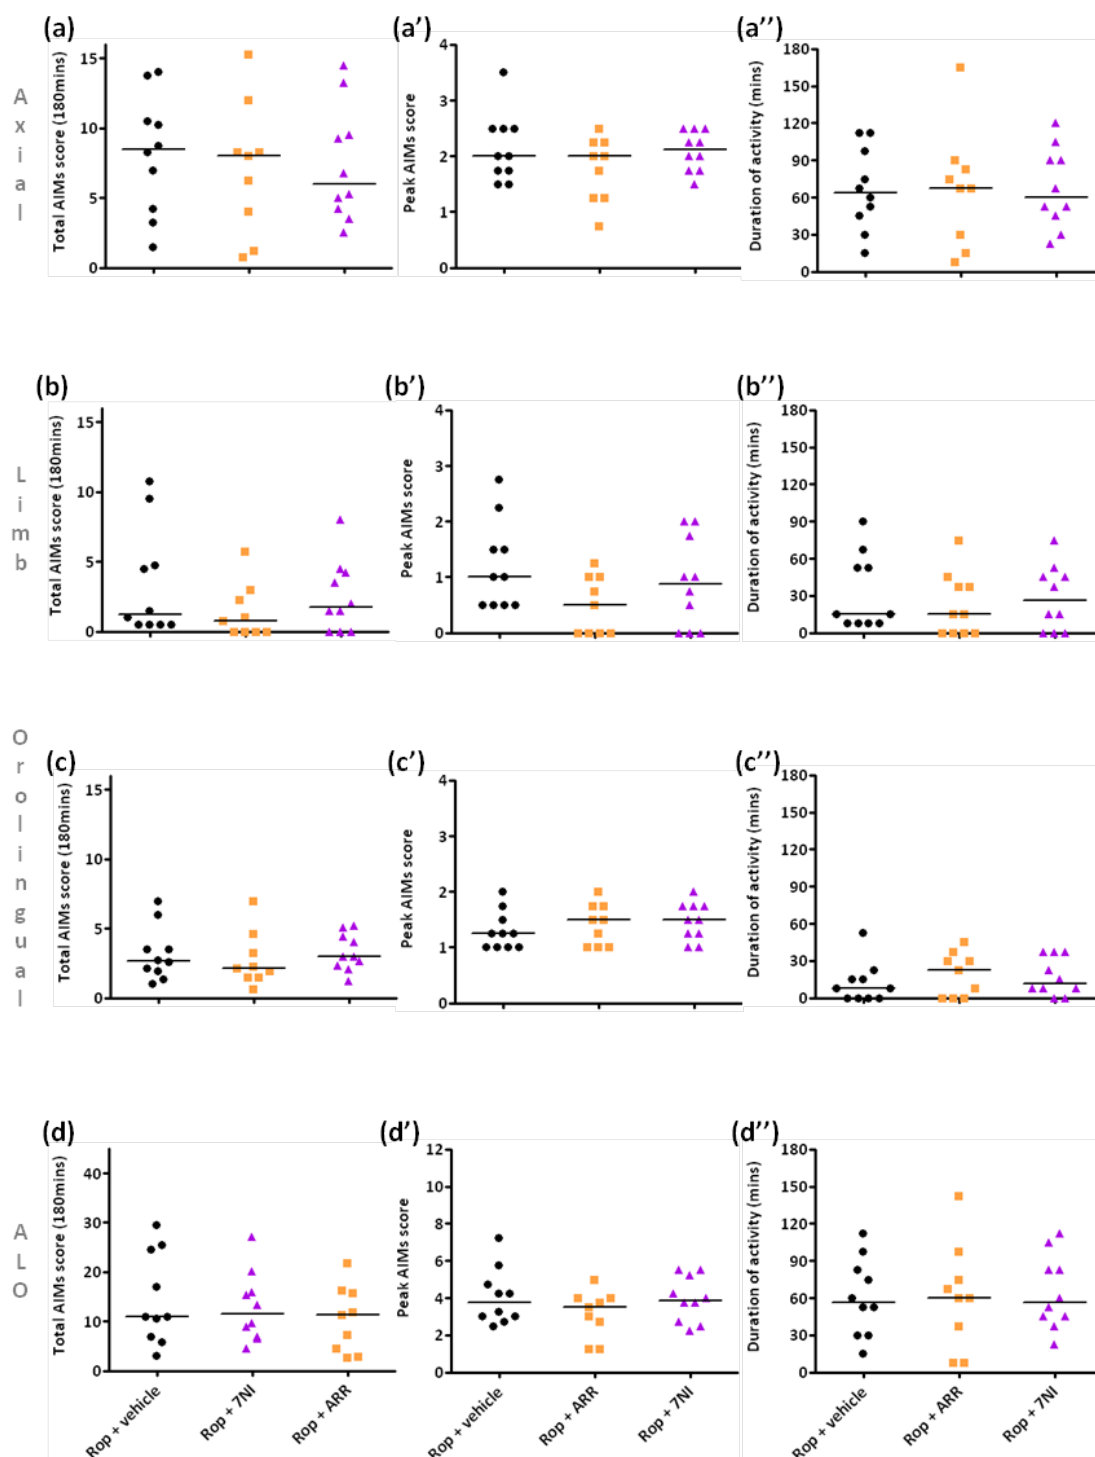 (a)
(a')
(a'')
Axial
Total AIMs score (180mins)
15
10
5
0
Peak AIMs score
4
3
2
1
0
Duration of activity (mins)
180
150
120
90
60
30
0
(b)
(b')
(b'')
Limb
Total AIMs score (180mins)
15
10
5
0
Peak AIMs score
4
3
2
1
0
Duration of activity (mins)
180
150
120
90
60
30
0
(c)
(c')
(c'')
Orolingual
Total AIMs score (180mins)
15
10
5
0
Peak AIMs score
4
3
2
1
0
Duration of activity (mins)
180
150
120
90
60
30
0
(d)
(d')
(d'')
ALO
Total AIMs score (180mins)
40
30
20
10
0
Peak AIMs score
12
10
8
6
4
2
0
Duration of activity (mins)
180
150
120
90
60
30
0
Rop + vehicle
Rop + 7NI
Rop + ARR
Rop + vehicle
Rop + ARR
Rop + 7NI
Rop + vehicle
Rop + ARR
Rop + 7NI